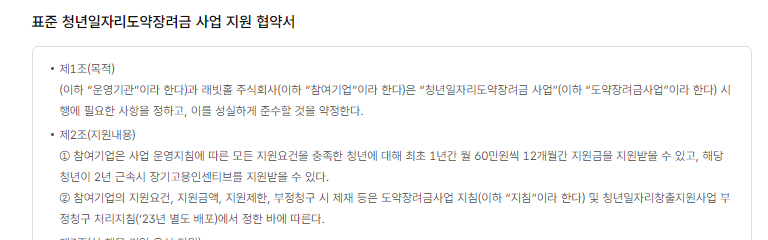 표준 청년일자리도약장려금 사업 지원 협약서
• 제1조(목적)
(이하 “운영기관”이라 한다)과 래빗홀 주식회사(이하 “참여기업”이라 한다)은 “청년일자리도약장려금 사업”(이하 “도약장려금사업”이라 한다) 시
행에 필요한 사항을 정하고, 이를 성실하게 준수할 것을 약정한다.
• 제2조(지원내용)
① 참여기업은 사업 운영지침에 따른 모든 지원요건을 충족한 청년에 대해 최초 1년간 월 60만원씩 12개월간 지원금을 지원받을 수 있고, 해당
청년이 2년 근속시 장기고용인센티브를 지원받을 수 있다.
② 참여기업의 지원요건, 지원금액, 지원제한, 부정청구 시 제재 등은 도약장려금사업 지침(이하 “지침”이라 한다) 및 청년일자리창출지원사업 부
정청구 처리지침(‘23년 별도 배포)에서 정한 바에 따른다.